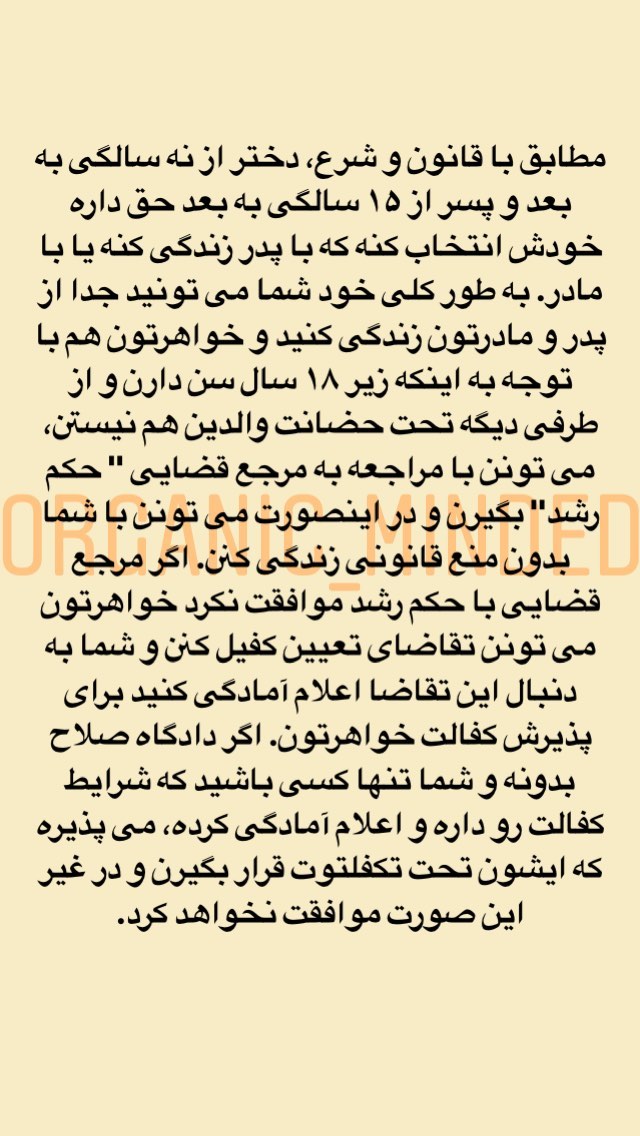 مطابق با قانون و شرع، دختر از نه سالگی به
بعد و پسر از ۱۵ سالگی به بعد حق داره
خودش انتخاب کنه که با پدر زندگی کنه یا با
مادر. به طور کلی خود شما می تونید جدا از
پدر و مادرتون زندگی کنید و خواهرتون هم با
توجه به اینکه زیر ۱۸ سال سن دارن و از
طرفی دیگه تحت حضانت والدین هم نیستن،
می تونن با مراجعه به مرجع قضایی " حکم
رشد" بگیرن و در اینصورت می تونن با شما
ORGANIC_MINDED
بدون منع قانونی زندگی کنن. اگر مرجع
قضایی با حکم رشد موافقت نکرد خواهرتون
می تونن تقاضای تعیین کفیل کنن و شما به
دنبال این تقاضا اعلام آمادگی کنید برای
پذیرش کفالت خواهرتون. اگر دادگاه صلاح
بدونه و شما تنها کسی باشید که شرایط
کفالت رو داره و اعلام آمادگی کرده، می پذیره
که ایشون تحت تکفلتوت قرار بگیرن و در غیر
این صورت موافقت نخواهد کرد.